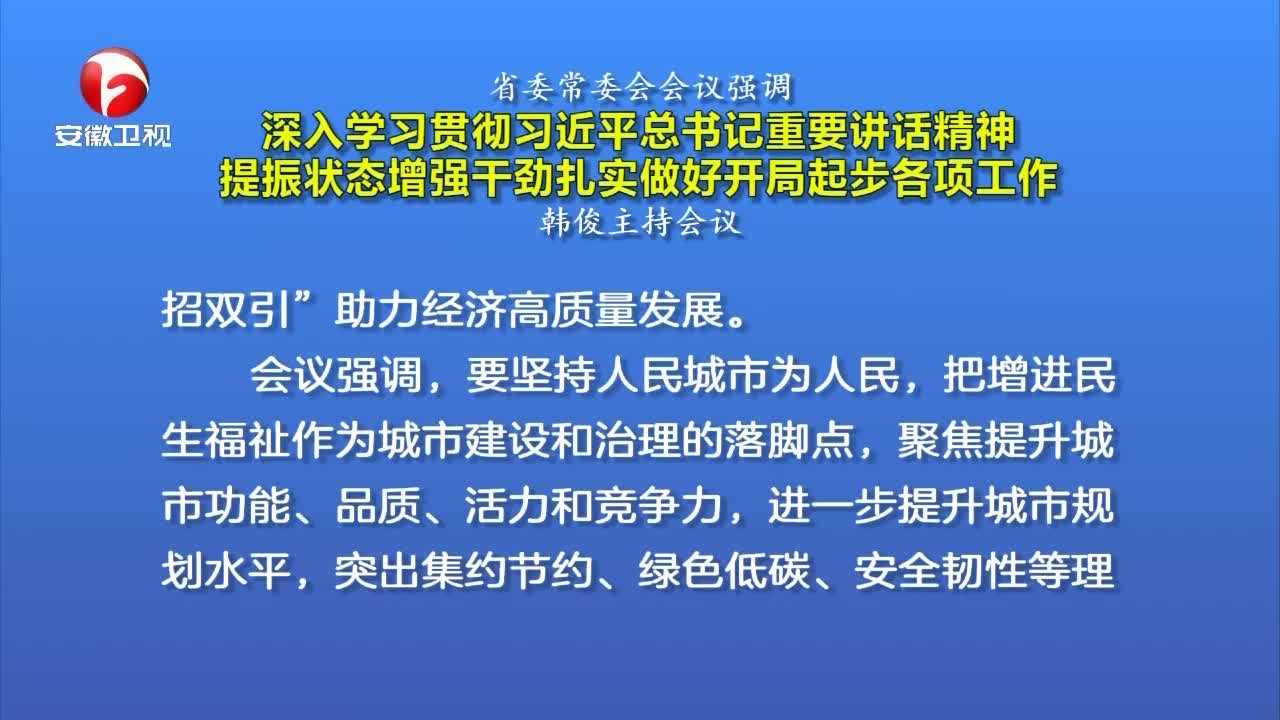 安徽卫视
省委常委会会议强调
深入学习贯彻习近平总书记重要讲话精神
提振状态增强干劲扎实做好开局起步各项工作
韩俊主持会议
招双引”助力经济高质量发展。
会议强调，要坚持人民城市为人民，把增进民
生福祉作为城市建设和治理的落脚点，聚焦提升城
市功能、品质、活力和竞争力，进一步提升城市规
划水平，突出集约节约、绿色低碳、安全韧性等理